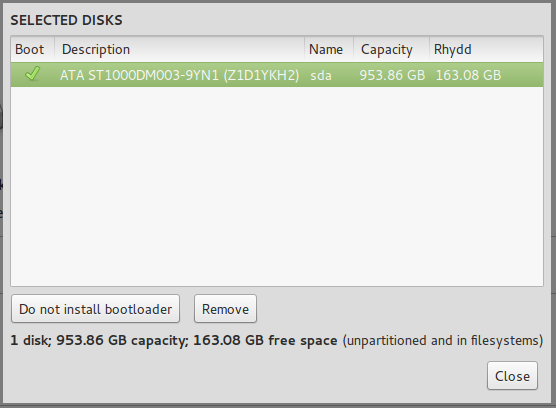 SELECTED DISKS
Boot Description Name Capacity Rhydd
ATA ST1000DM003-9YN1 (Z1D1YKH2) sda 953.86 GB 163.08 GB
Do not install bootloader Remove
1 disk; 953.86 GB capacity; 163.08 GB free space (unpartitioned and in filesystems)
Close